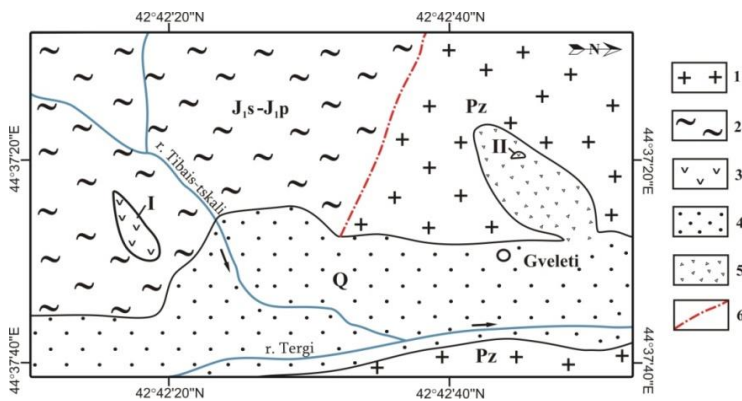 42°42'20"N
42°42'40"N
N
J₁s-J₁p
Pz
44°37'20"E
44°37'20"E
II
r. Tibais-tskali
I
Gveleti
Q
r. Tergi
Pz
44°37'40"E
44°37'40"E
42°42'20"N
42°42'40"N
1
2
3
4
5
6